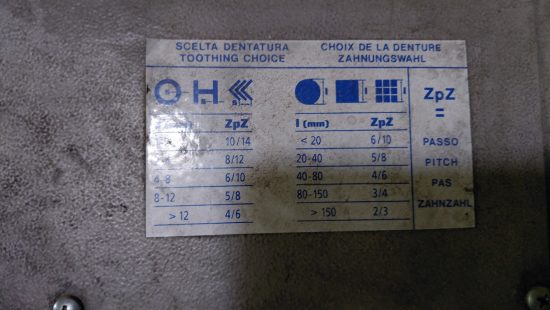 SCELTA DENTATURA CHOIX DE LA DENTURE
TOOTHING CHOICE ZAHNUNGSWAHL
S(mm)
ZpZ l (mm) ZpZ
10/14 < 20 6/10
8/12 20-40 5/8
4-8 6/10 40-80 4/6
8-12 5/8 80-150 3/4
> 12 4/6 > 150 2/3
ZpZ
=
PASSO
PITCH
PAS
ZAHNZAHL